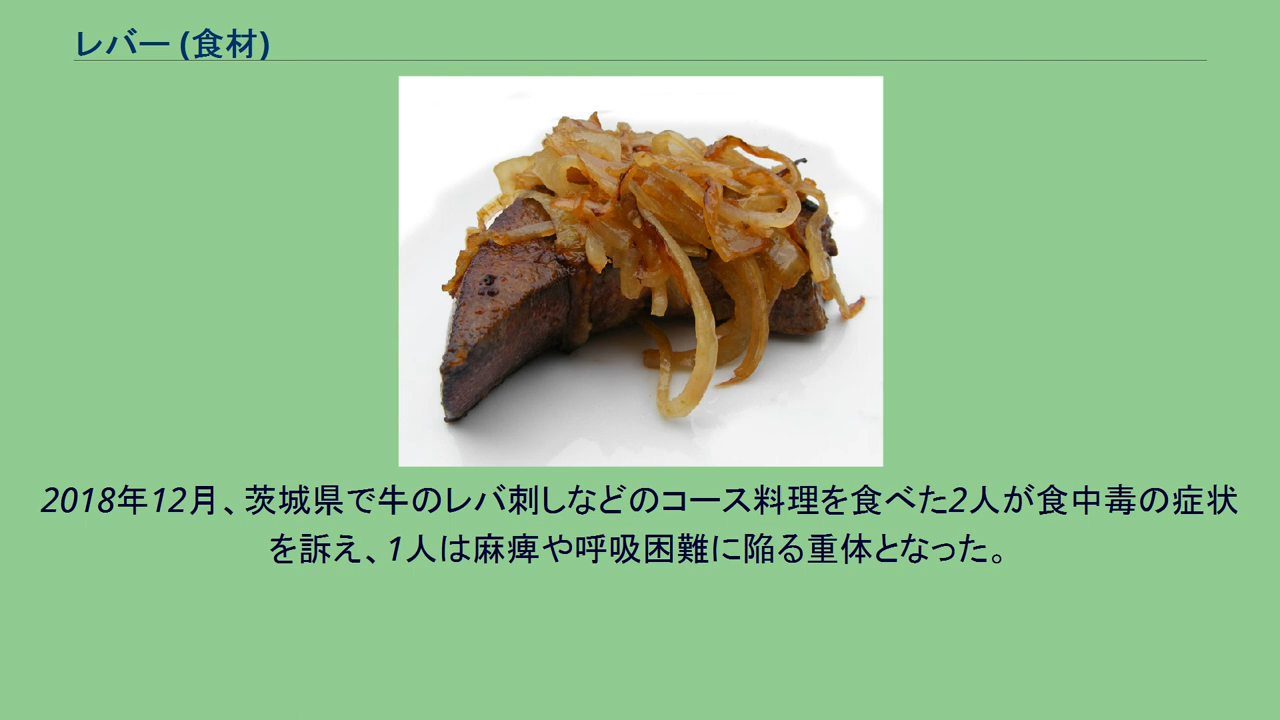 レバー (食材)
2018年12月、茨城県で牛のレバ刺しなどのコース料理を食べた2人が食中毒の症状
を訴え、1人は麻痺や呼吸困難に陥る重体となった。